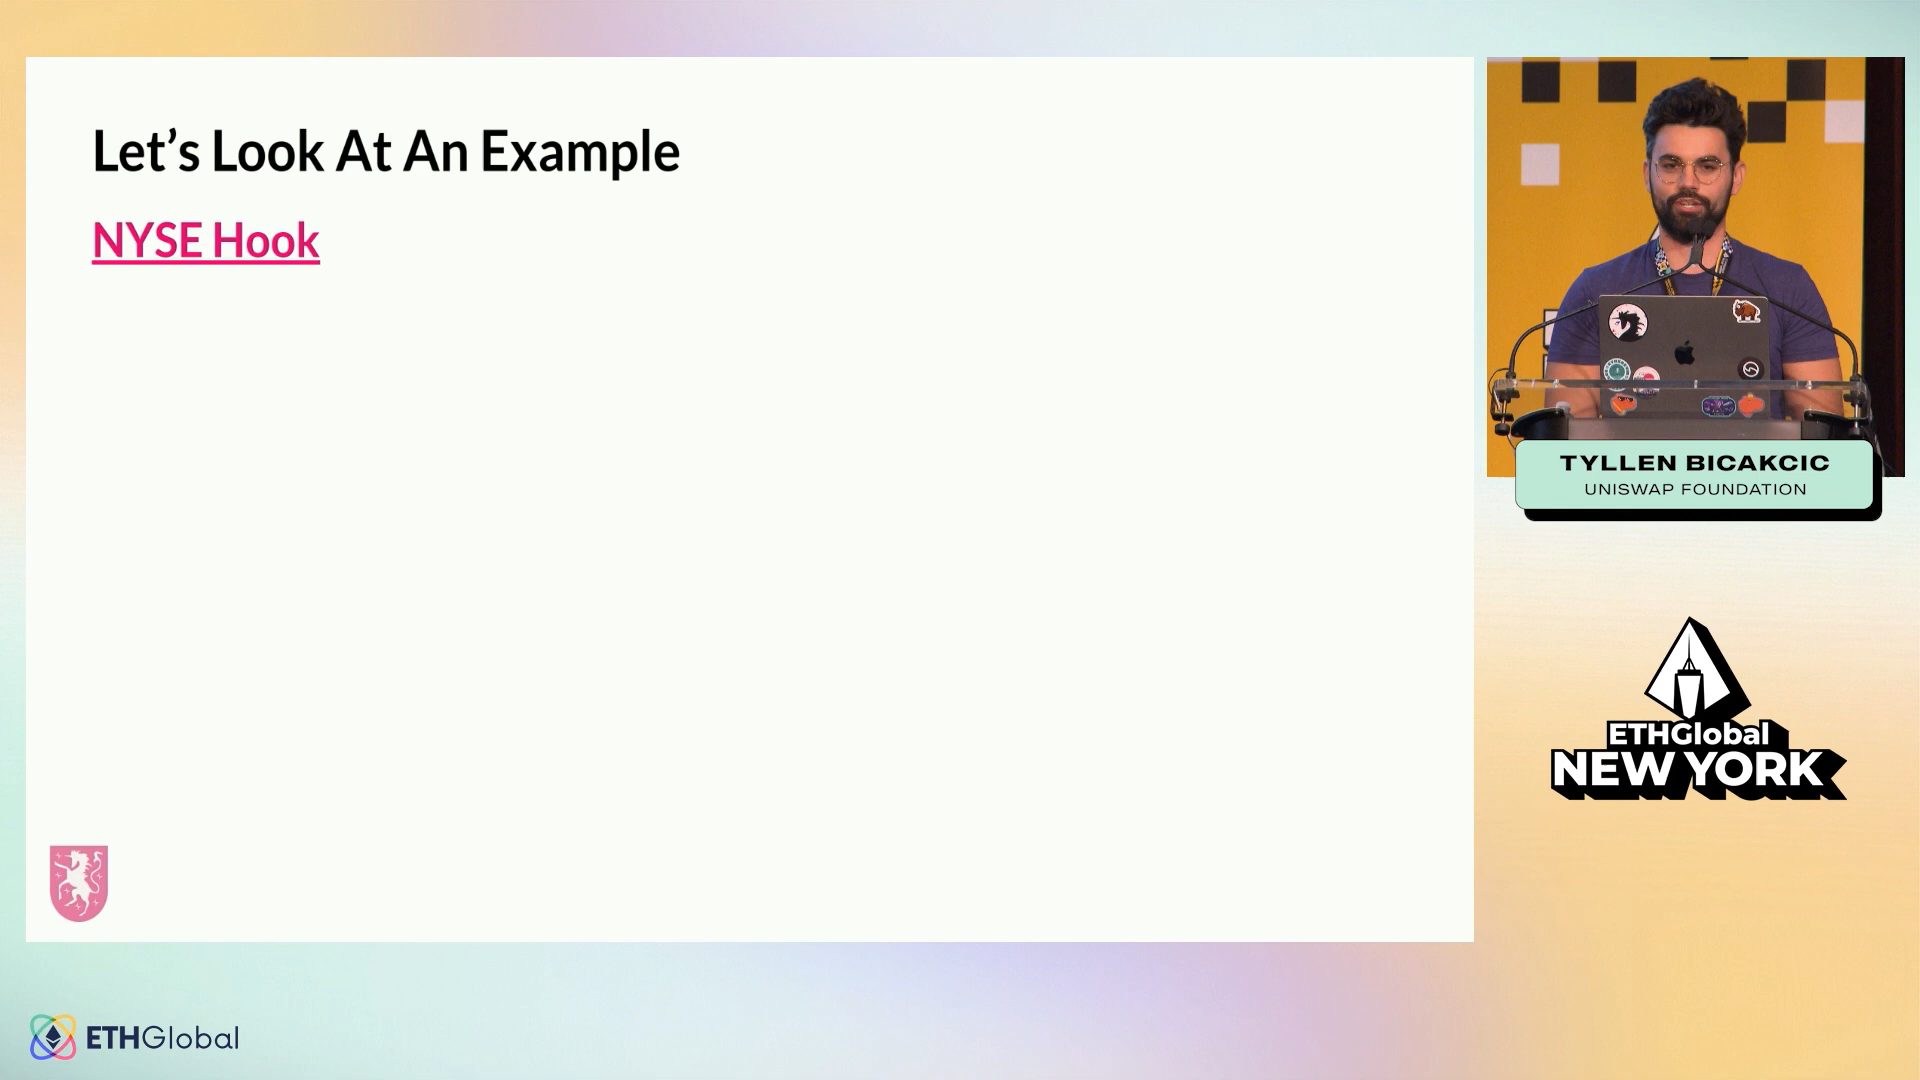 Let’s Look At An Example
NYSE Hook
TYLLEN BICAKCIC
UNISWAP FOUNDATION
ETHGlobal
NEW YORK
ETHGlobal